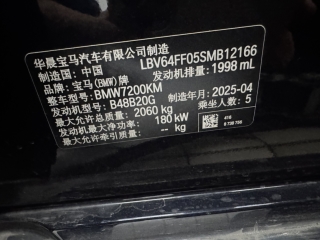 华晨宝马汽车有限公司制造
制造国: 中国 LBV64FF05SMB12166
品牌: 宝马(BMW)牌 发动机排量: 1998 mL
整车型号: BMW7200KM
发动机型号: B48B20G 制造年月: 2025-04
最大允许总质量: 2060 kg 乘坐人数: 5
发动机最大净功率: 180 kW
最大允许牵引质量: -- kg